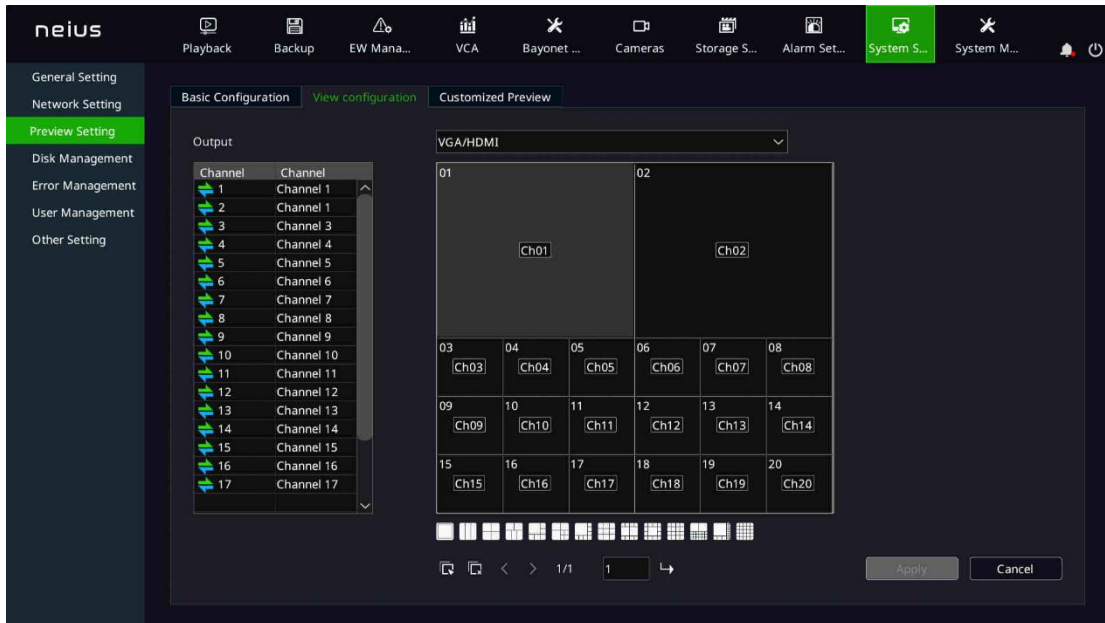 neius
Playback Backup EW Mana... VCA Bayonet ... Cameras Storage S... Alarm Set... System S... System M...
General Setting
Network Setting
Preview Setting
Disk Management
Error Management
User Management
Other Setting
Basic Configuration View configuration Customized Preview
Output VGA/HDMI
Channel Channel
1 Channel 1
2 Channel 1
3 Channel 3
4 Channel 4
5 Channel 5
6 Channel 6
7 Channel 7
8 Channel 8
9 Channel 9
10 Channel 10
11 Channel 11
12 Channel 12
13 Channel 13
14 Channel 14
15 Channel 15
16 Channel 16
17 Channel 17
01 02
Ch01 Ch02
03 04 05 06 07 08
Ch03 Ch04 Ch05 Ch06 Ch07 Ch08
09 10 11 12 13 14
Ch09 Ch10 Ch11 Ch12 Ch13 Ch14
15 16 17 18 19 20
Ch15 Ch16 Ch17 Ch18 Ch19 Ch20
1/1 1
Apply Cancel